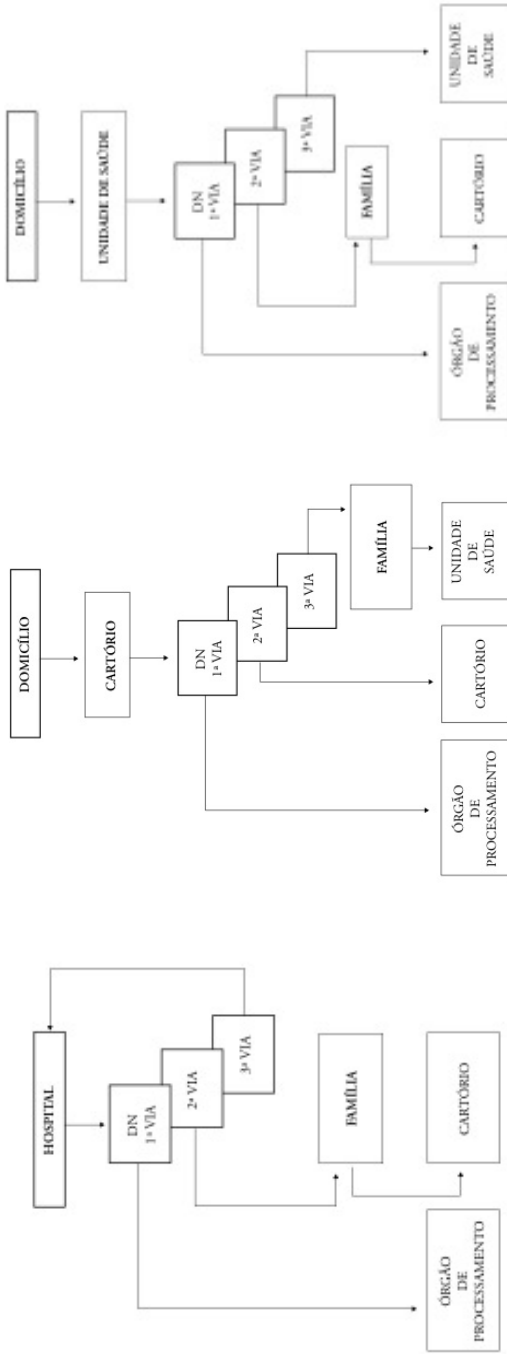 HOSPITAL
DN
1ª VIA
2ª VIA
3ª VIA
FAMÍLIA
ÓRGÃO
DE
PROCESSAMENTO
CARTÓRIO
DOMICÍLIO
CARTÓRIO
DN
1ª VIA
2ª VIA
3ª VIA
FAMÍLIA
ÓRGÃO
DE
PROCESSAMENTO
CARTÓRIO
UNIDADE
DE
SAÚDE
DOMICÍLIO
UNIDADE DE SAÚDE
DN
1ª VIA
2ª VIA
3ª VIA
FAMÍLIA
ÓRGÃO
DE
PROCESSAMENTO
CARTÓRIO
UNIDADE
DE
SAÚDE